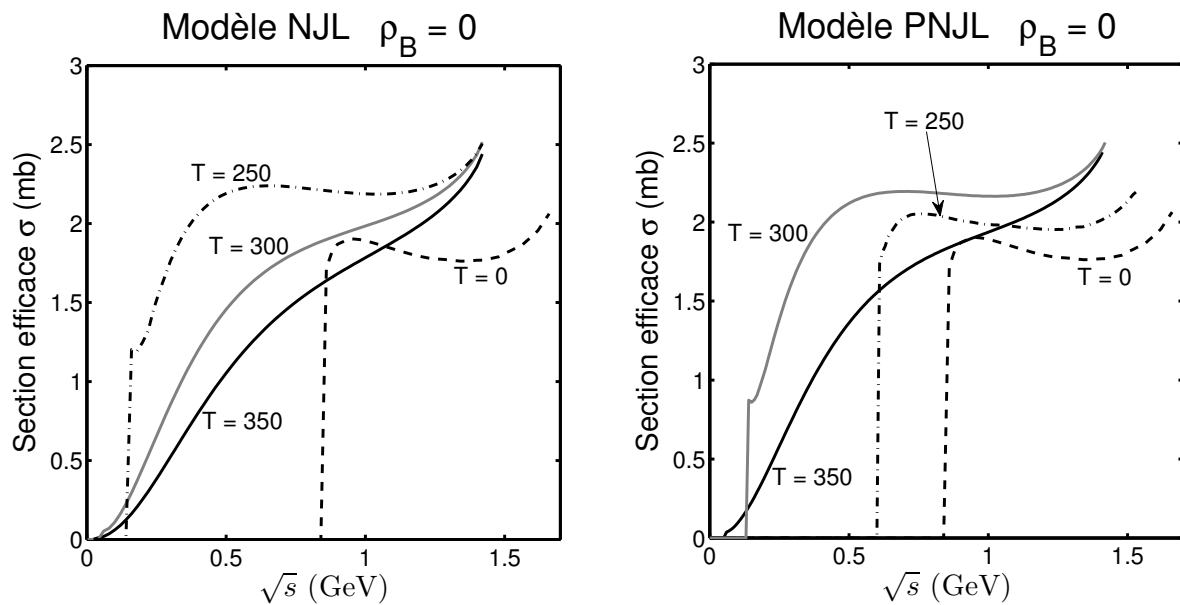 Modèle NJL ρ_B = 0
Section efficace σ (mb)
3
2.5
2
1.5
1
0.5
0
T = 250
T = 300
T = 0
T = 350
0 0.5 1 1.5
√s (GeV)
Modèle PNJL ρ_B = 0
Section efficace σ (mb)
3
2.5
2
1.5
1
0.5
0
T = 250
T = 300
T = 0
T = 350
0 0.5 1 1.5
√s (GeV)